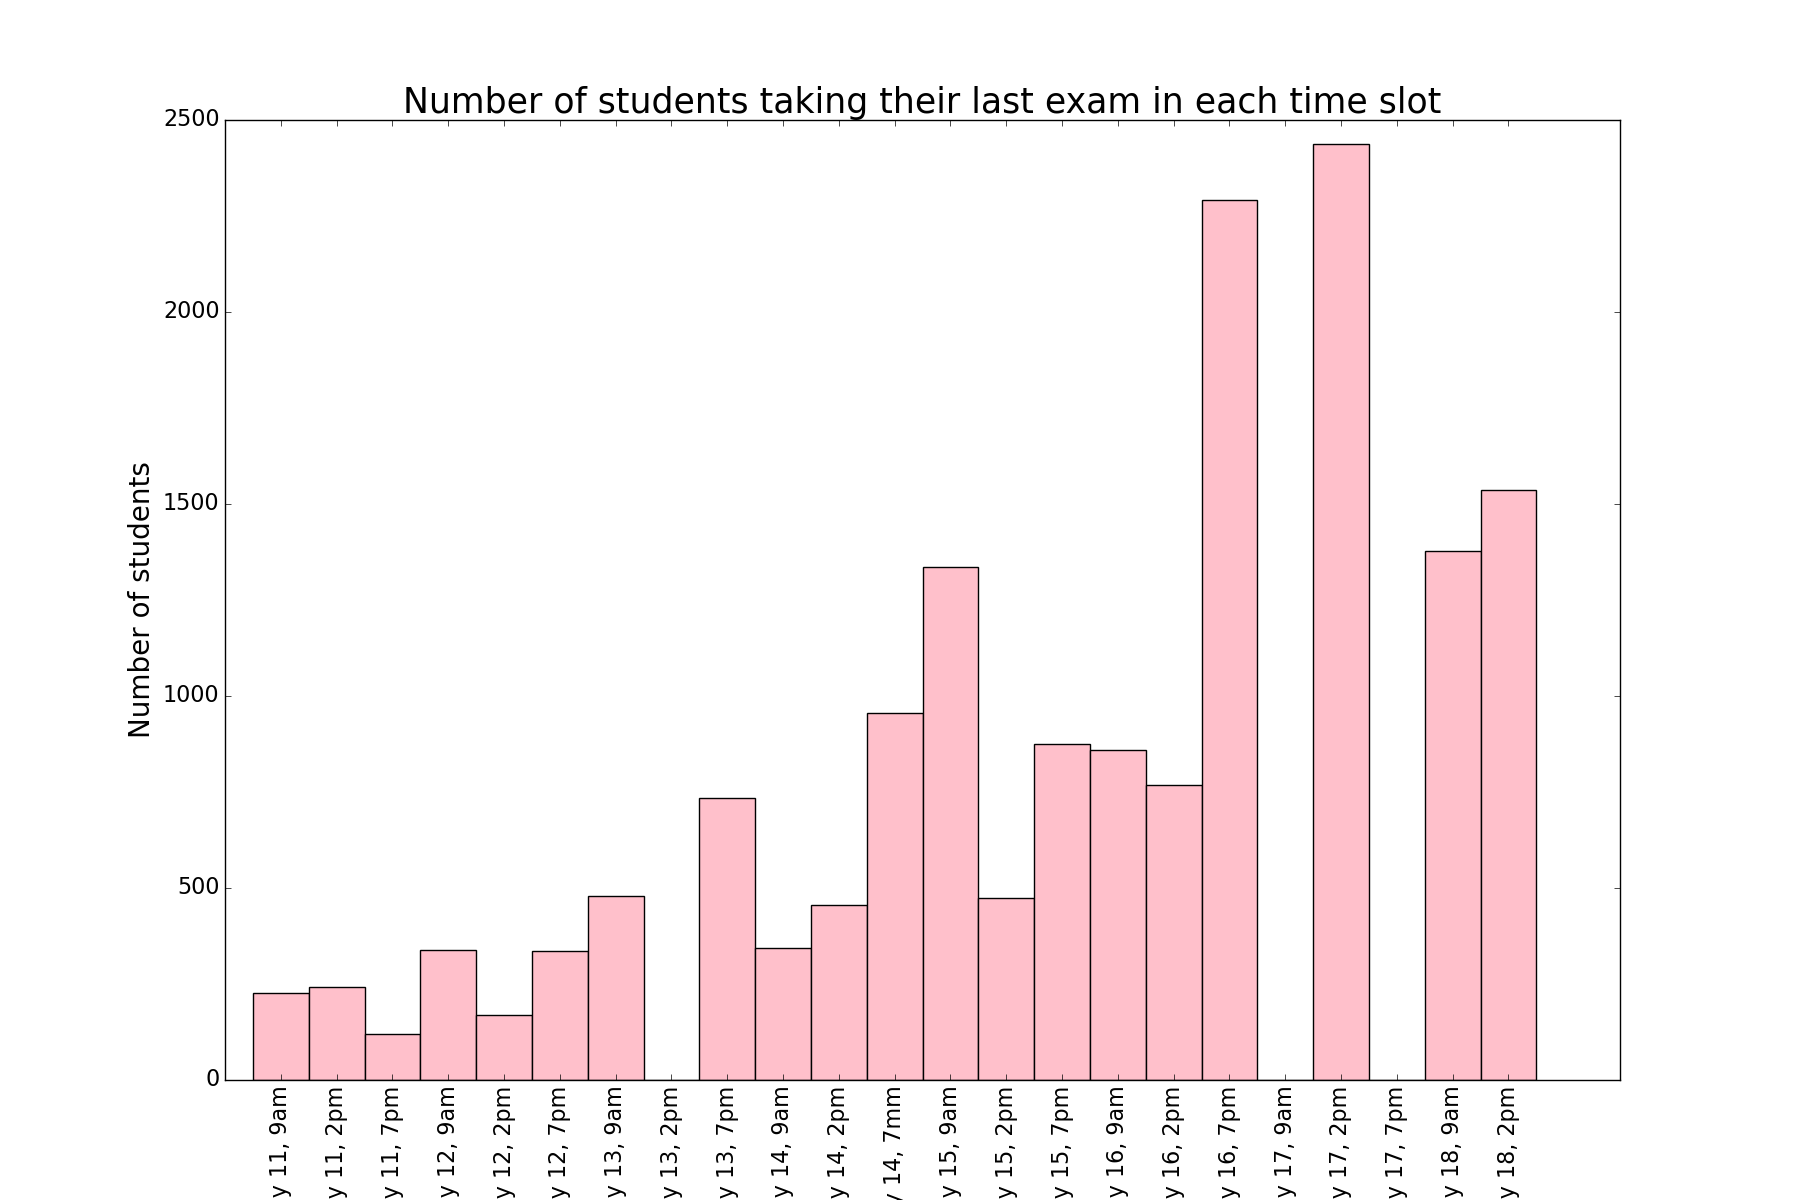 Number of students taking their last exam in each time slot
2500
2000
1500
1000
500
0
Number of students
y 11, 9am
y 11, 2pm
y 11, 7pm
y 12, 9am
y 12, 2pm
y 12, 7pm
y 13, 9am
y 13, 2pm
y 13, 7pm
y 14, 9am
y 14, 2pm
y 14, 7mm
y 15, 9am
y 15, 2pm
y 15, 7pm
y 16, 9am
y 16, 2pm
y 16, 7pm
y 17, 9am
y 17, 2pm
y 17, 7pm
y 18, 9am
y 18, 2pm